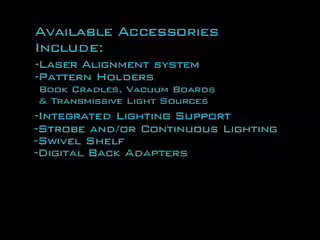 Available Accessories
Include:
-Laser Alignment system
-Pattern Holders
Book Cradles, Vacuum Boards
& Transmissive Light Sources
-Integrated Lighting Support
-Strobe and/or Continuous Lighting
-Swivel Shelf
-Digital Back Adapters